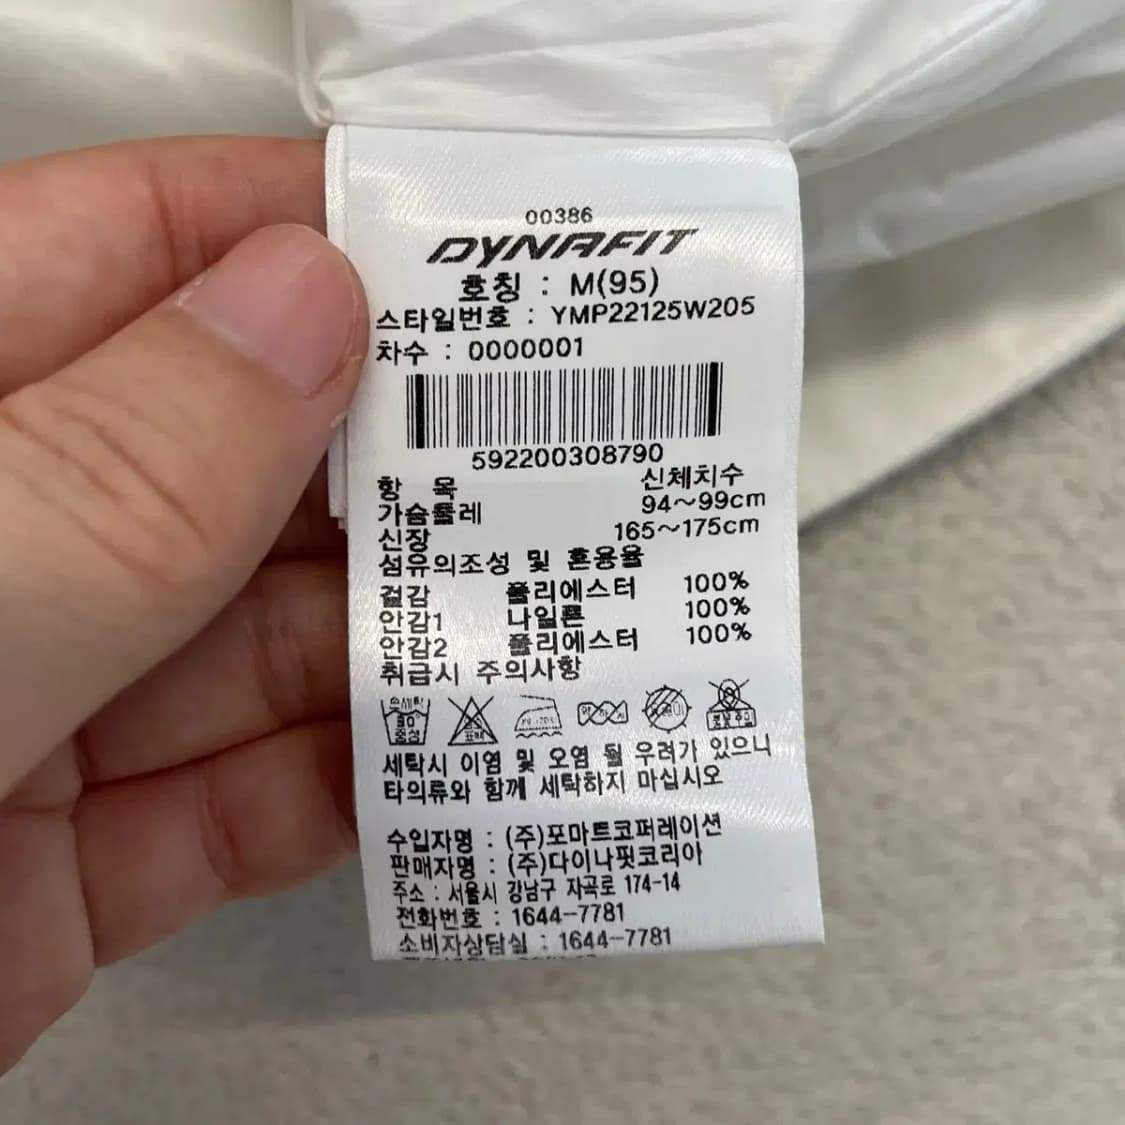 00386
DYNAFIT
호칭 : M(95)
스타일번호 : YMP22125W205
차수 : 0000001
592200308790
항 목 신체치수
가슴둘레 94~99cm
신장 165~175cm
섬유의조성 및 혼용율
겉감 폴리에스터 100%
안감1 나일론 100%
안감2 폴리에스터 100%
취급시 주의사항
손세탁 30° 중성 표백
세탁시 이염 및 오염 될 우려가 있으니
타의류와 함께 세탁하지 마십시오
수입자명 : (주)포마트코퍼레이션
판매자명 : (주)다이나핏코리아
주소 : 서울시 강남구 자곡로 174-14
전화번호 : 1644-7781
소비자상담실 : 1644-7781